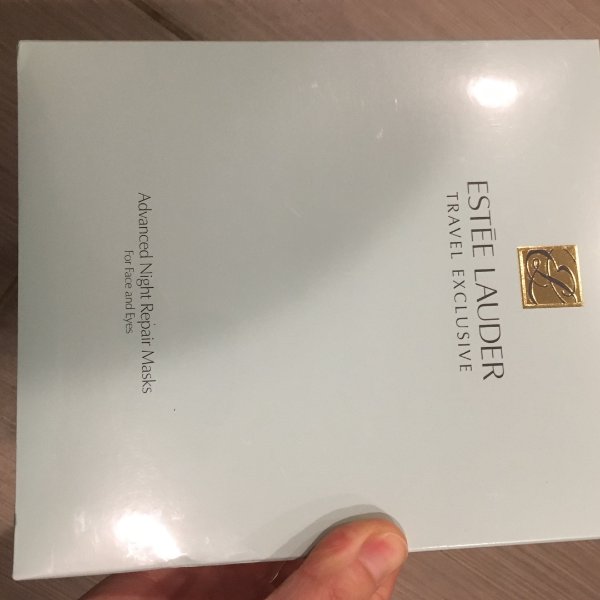 ESTĒE LAUDER
TRAVEL EXCLUSIVE
Advanced Night Repair Masks
For Face and Eyes